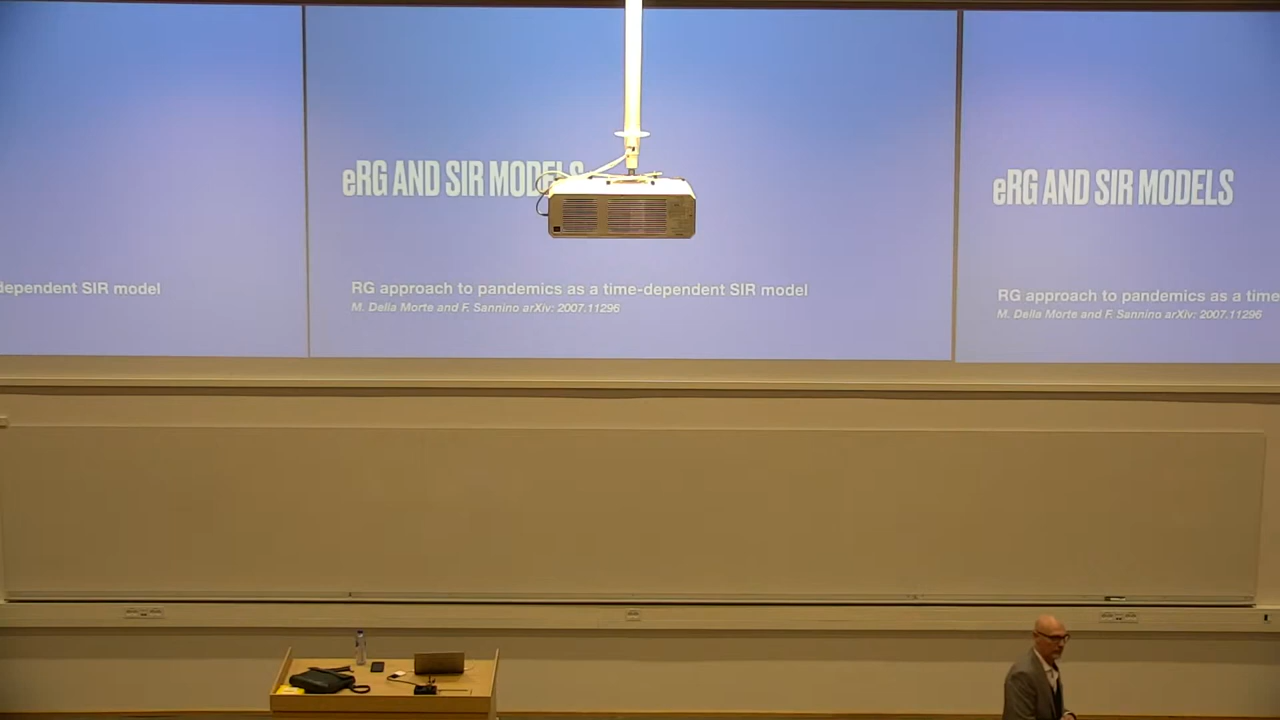 dependent SIR model
eRG AND SIR MODELS
RG approach to pandemics as a time-dependent SIR model
M. Della Morte and F. Sannino arXiv: 2007.11296
eRG AND SIR MODELS
RG approach to pandemics as a time
M. Della Morte and F. Sannino arXiv: 2007.11296